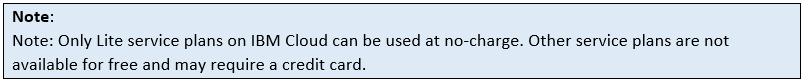 Note:
Note: Only Lite service plans on IBM Cloud can be used at no-charge. Other service plans are not
available for free and may require a credit card.